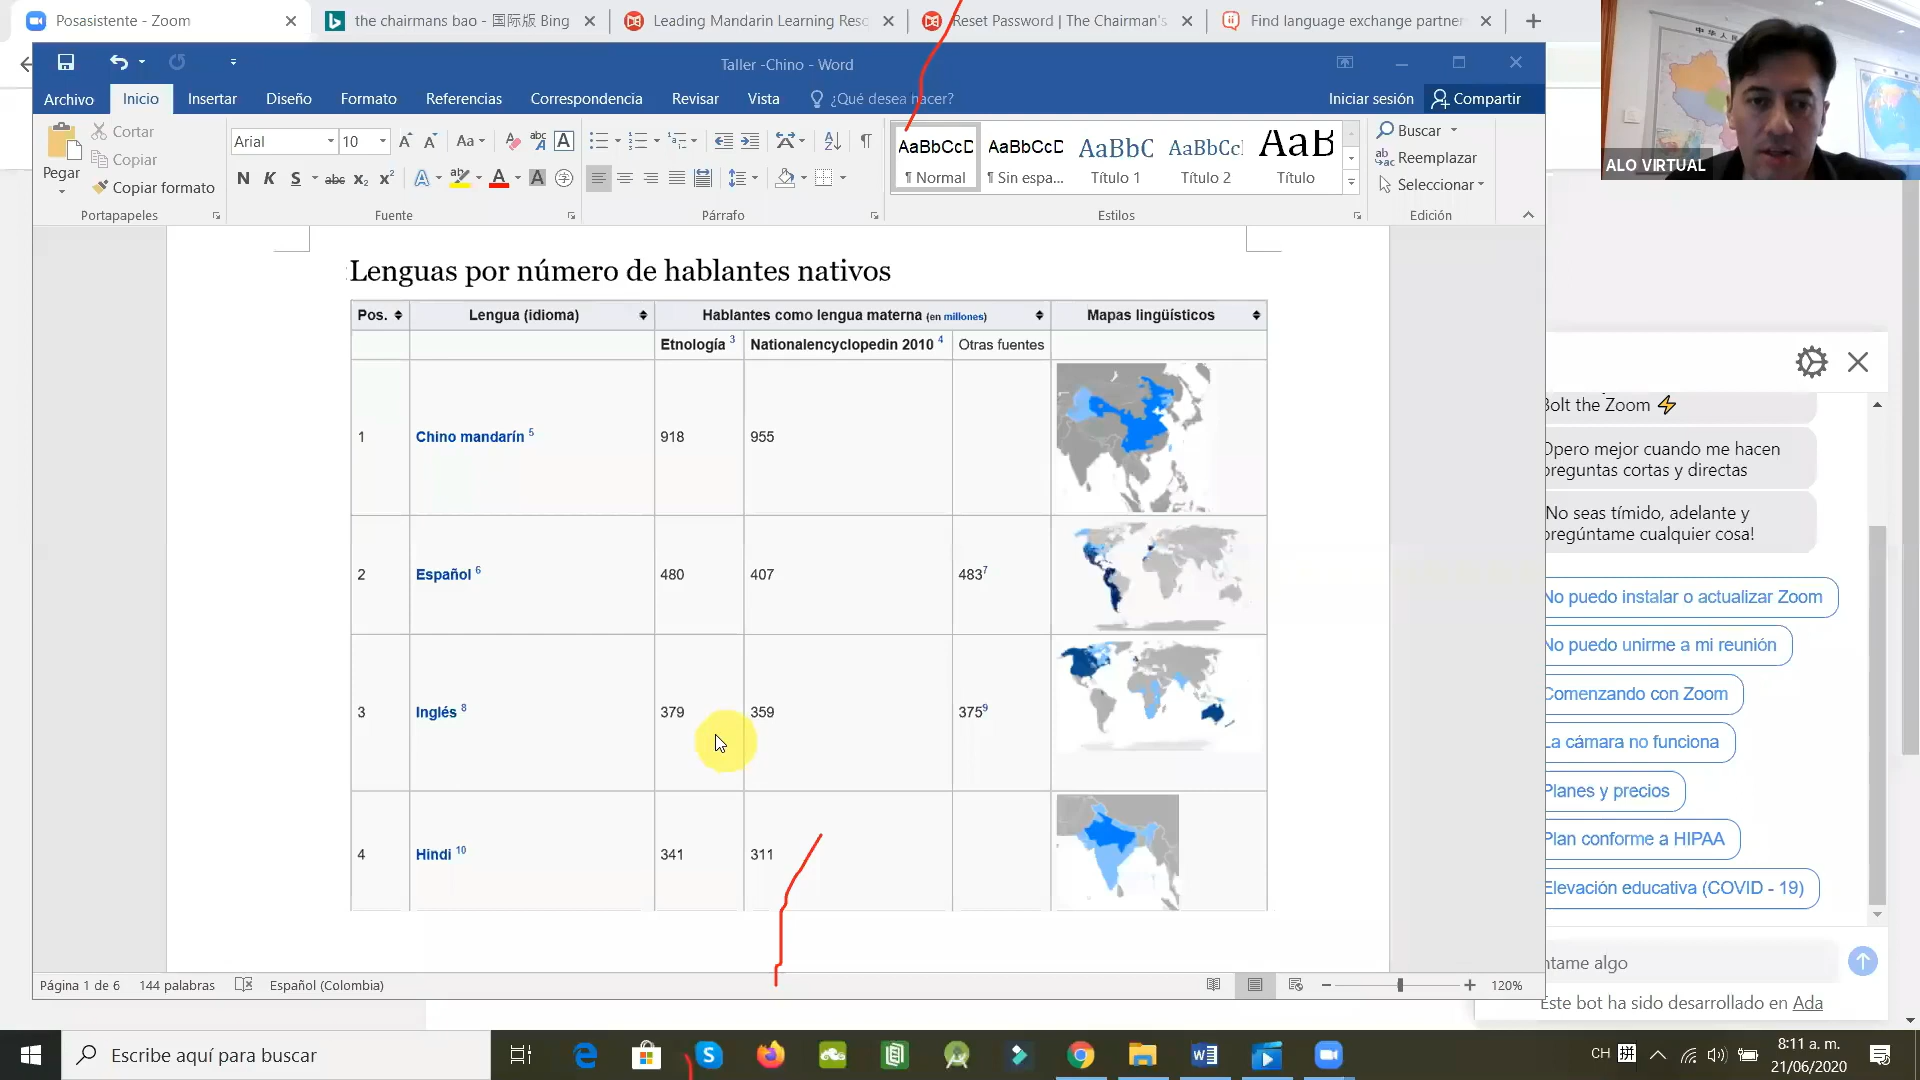 Posasistente - Zoom
the chairmans bao - 国际版 Bing
Leading Mandarin Learning Resc
Reset Password | The Chairman's
Find language exchange partner
Taller -Chino - Word
Archivo Inicio Insertar Diseño Formato Referencias Correspondencia Revisar Vista ¿Qué desea hacer? Iniciar sesión Compartir
Pegar
Cortar
Copiar
Copiar formato
Portapapeles
Arial 10
Aa
abc
A
N K S abc x₂ x²
A
Fuente
Párrafo
AaBbCcD AaBbCcD AaBbC AaBbCc AaB
¶ Normal ¶ Sin espa... Título 1 Título 2 Título
Estilos
Buscar
Reemplazar
Seleccionar
Edición
ALO VIRTUAL
Lenguas por número de hablantes nativos
Pos. Lengua (idioma) Hablantes como lengua materna (en millones) Mapas lingüísticos
Etnología 3 Nationalencyclopedin 2010 4 Otras fuentes
1 Chino mandarín 5 918 955
2 Español 6 480 407 483 7
3 Inglés 8 379 359 375 9
4 Hindi 10 341 311
Bolt the Zoom ⚡
Opero mejor cuando me hacen
preguntas cortas y directas
¡No seas tímido, adelante y
pregúntame cualquier cosa!
No puedo instalar o actualizar Zoom
No puedo unirme a mi reunión
Comenzando con Zoom
La cámara no funciona
Planes y precios
Plan conforme a HIPAA
Elevación educativa (COVID - 19)
ntame algo
Este bot ha sido desarrollado en Ada
Página 1 de 6 144 palabras Español (Colombia) 120%
Escribe aquí para buscar
CH 拼
8:11 a. m.
21/06/2020